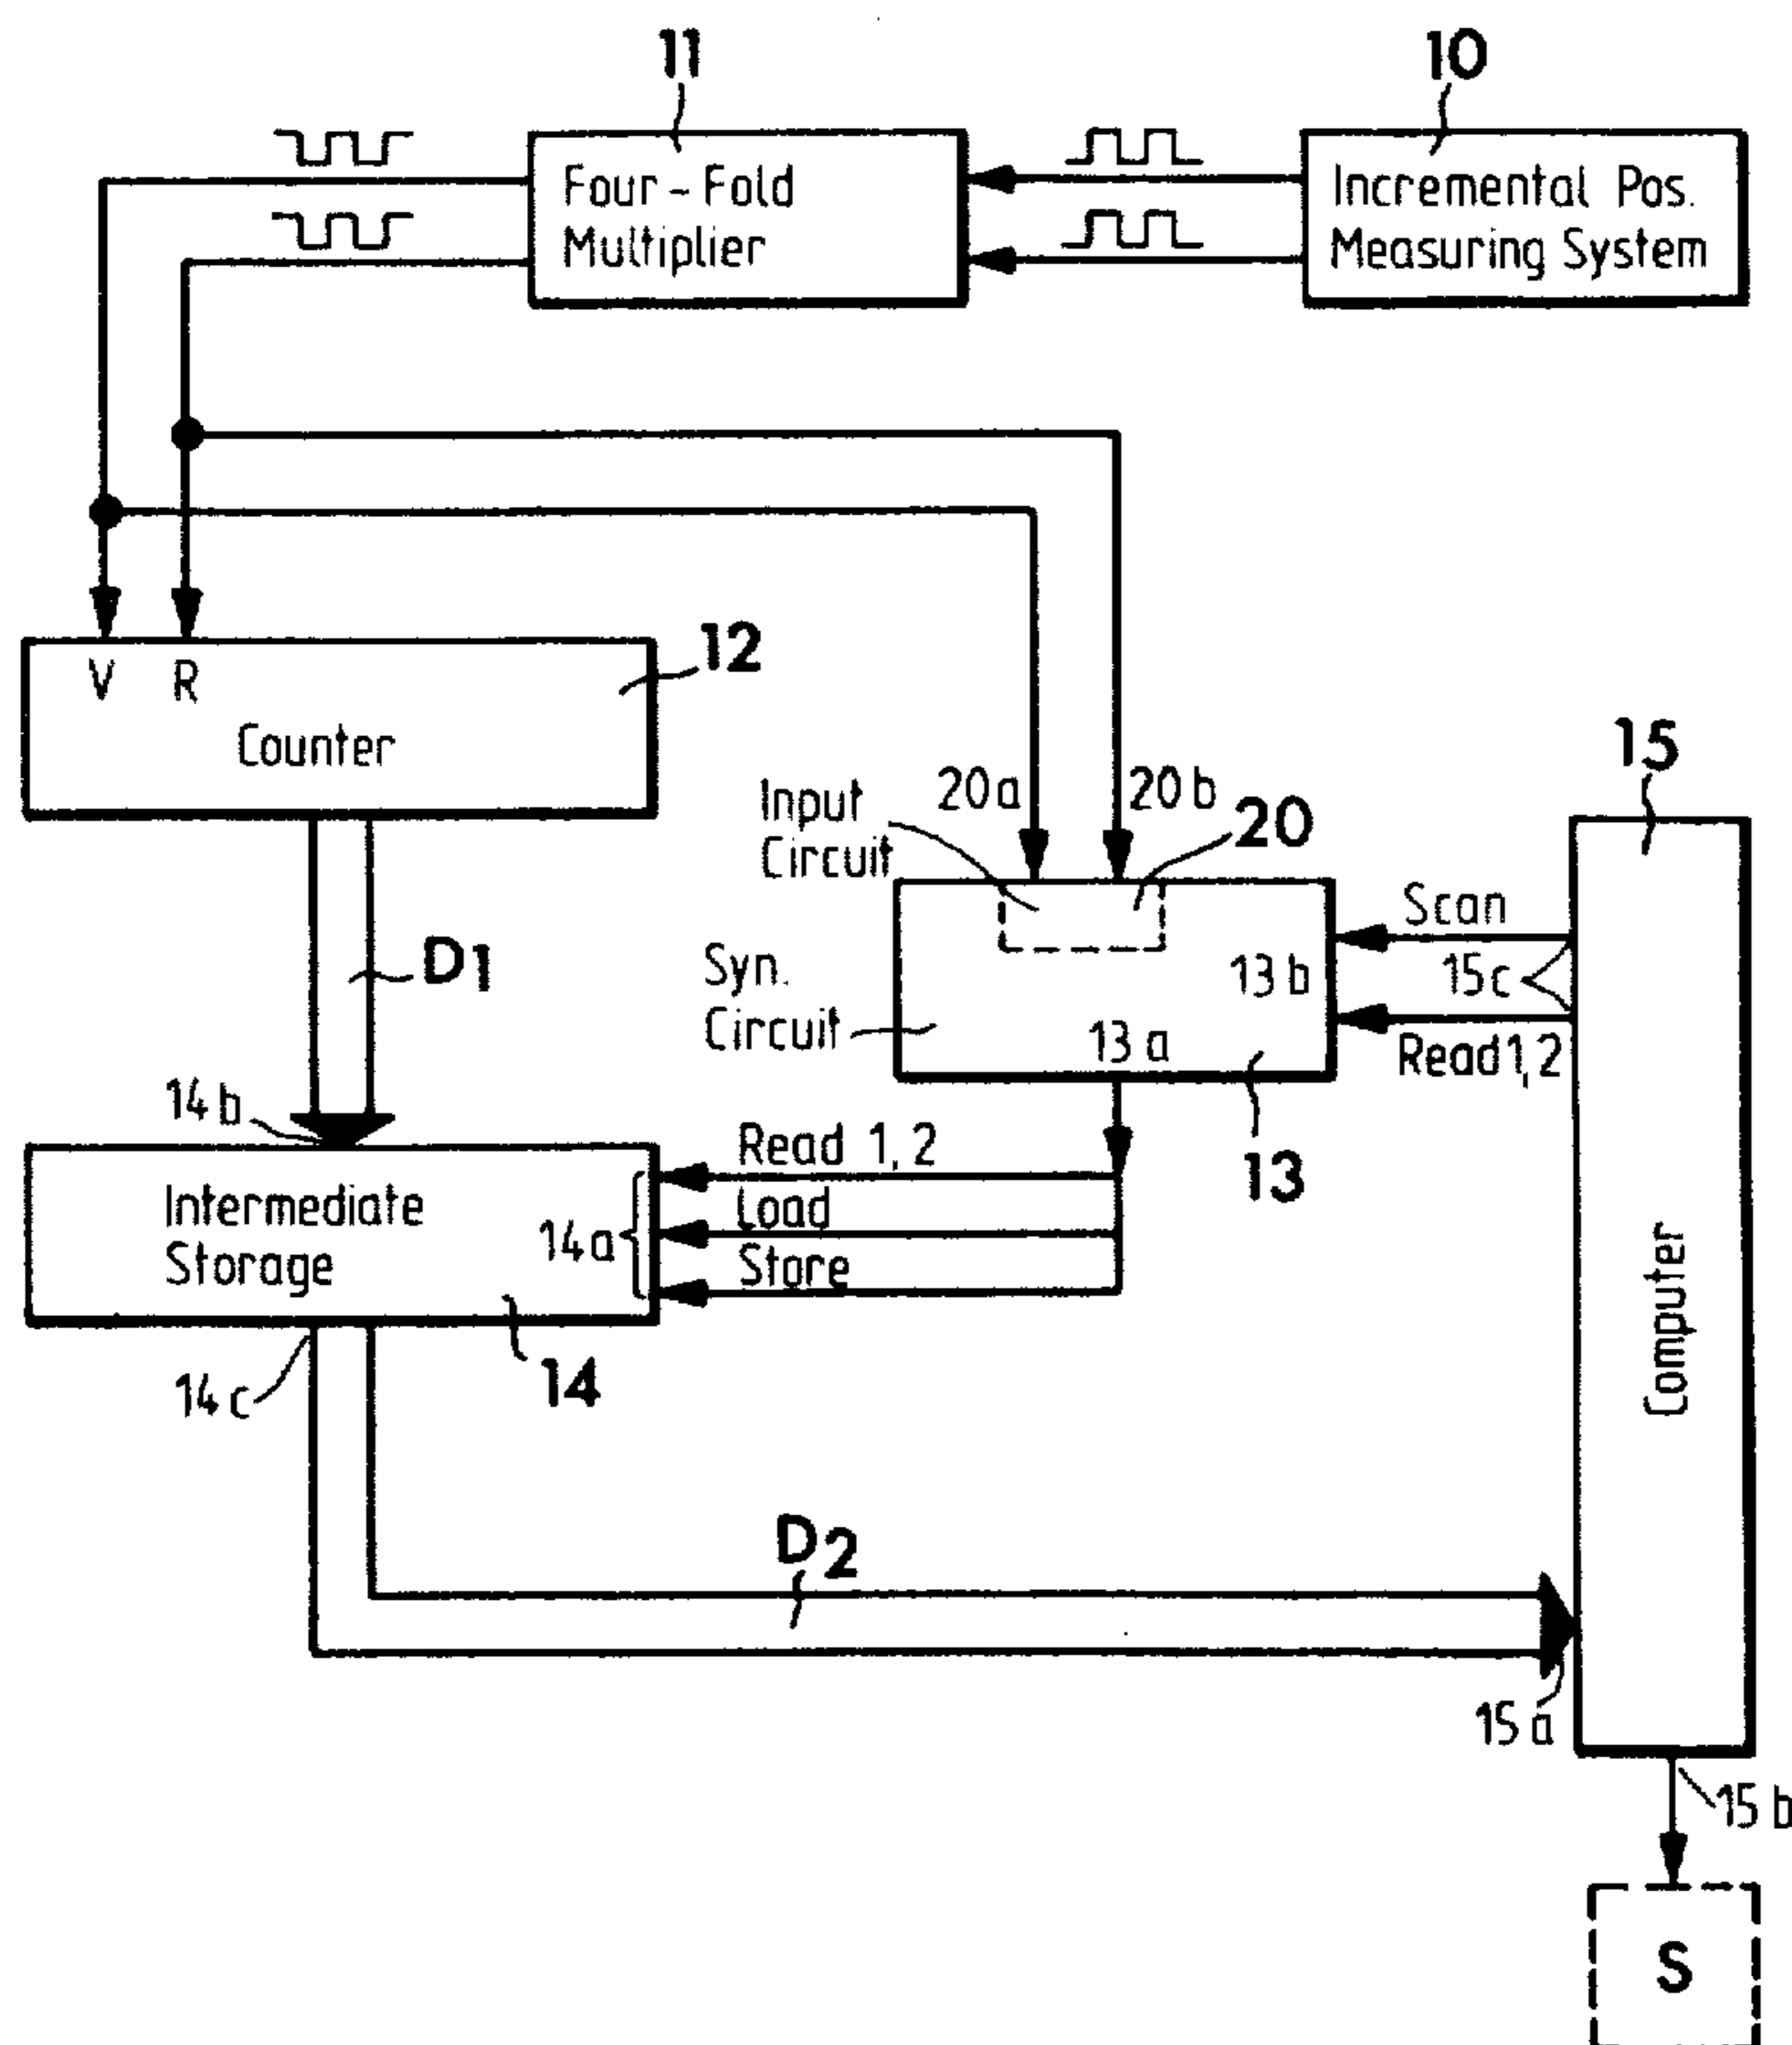 11
10
Four-Fold
Multiplier
Incremental Pos.
Measuring System
V R
12
Counter
15
Input
Circuit
20a
20b
20
Scan
D1
Syn.
Circuit
13b
15c
13a
Read 1,2
14b
Read 1,2
13
Intermediate
Storage
14a
Load
Store
Computer
14c
14
D2
15a
15b
S